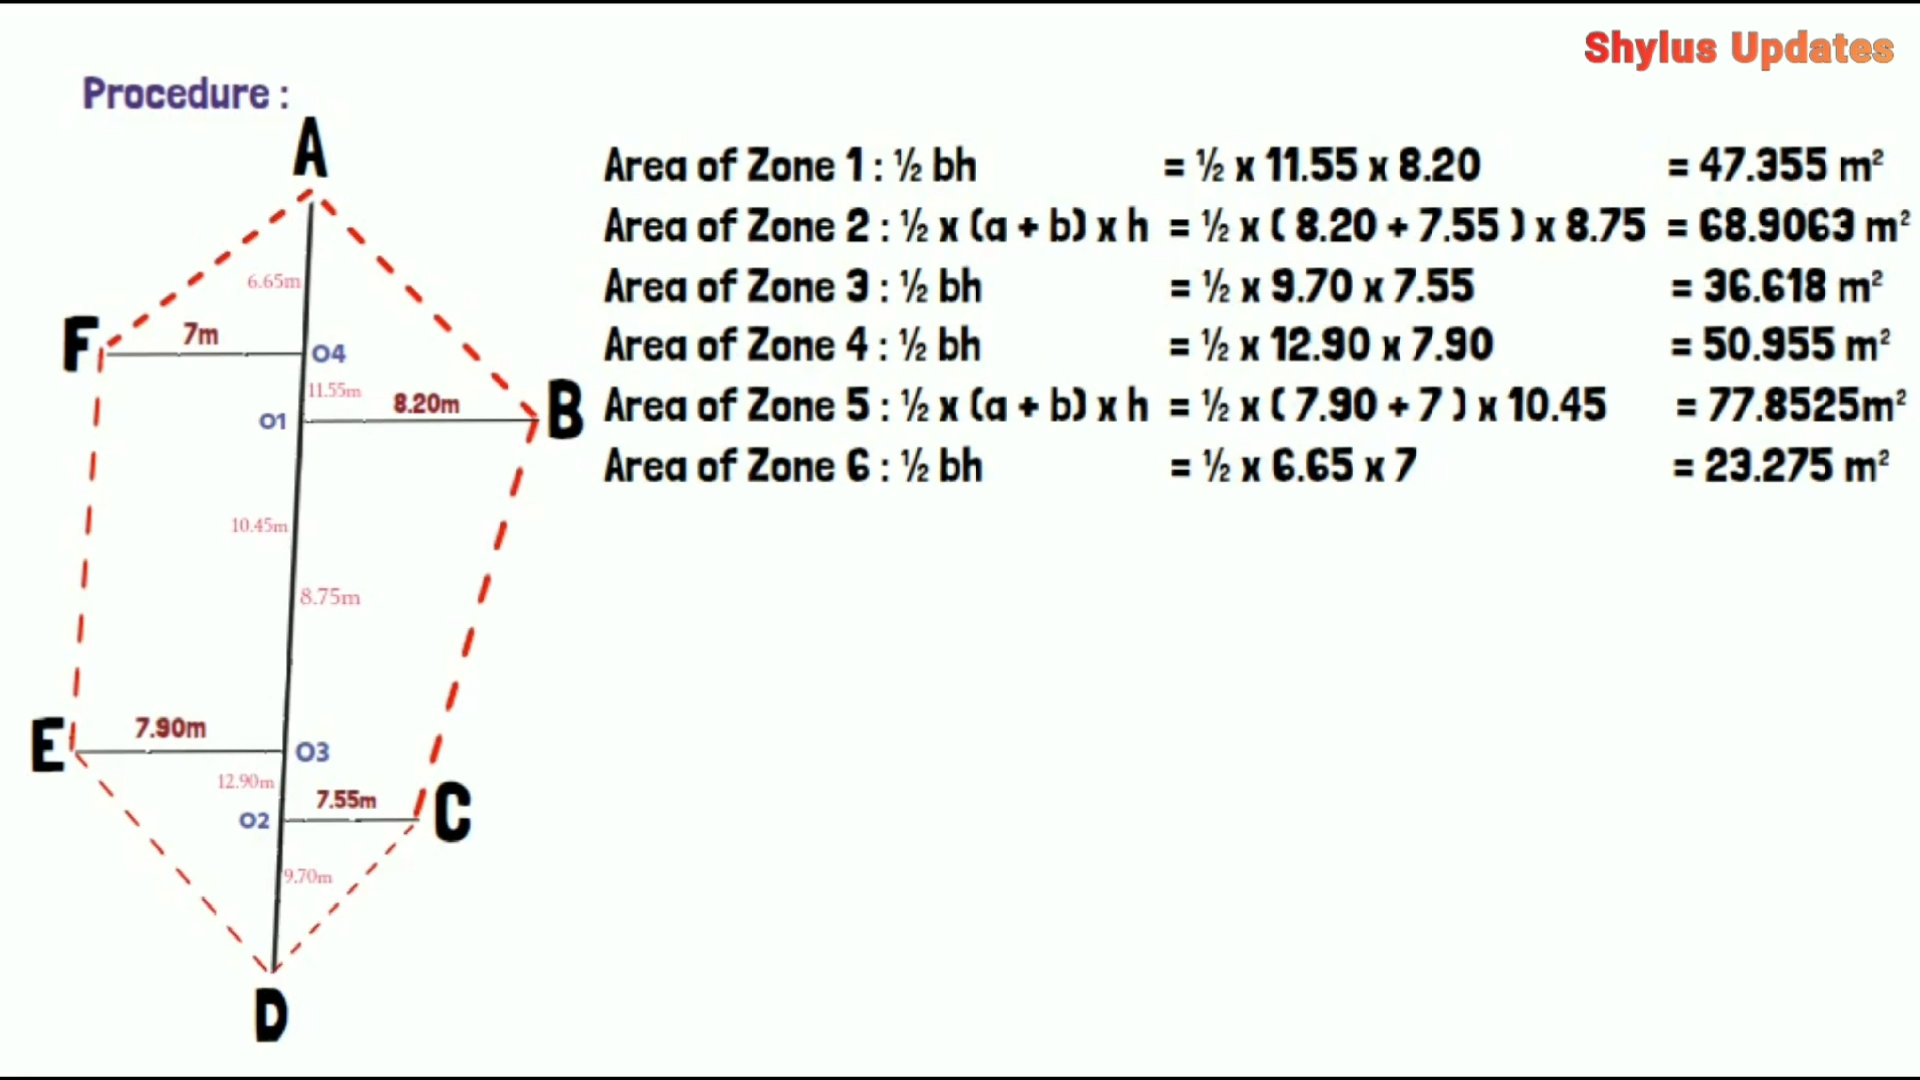 Shylus Updates
Procedure :
A
Area of Zone 1 : ½ bh = ½ x 11.55 x 8.20 = 47.355 m²
Area of Zone 2 : ½ x (a + b) x h = ½ x ( 8.20 + 7.55 ) x 8.75 = 68.9063 m²
6.65m
Area of Zone 3 : ½ bh = ½ x 9.70 x 7.55 = 36.618 m²
F 7m O4
Area of Zone 4 : ½ bh = ½ x 12.90 x 7.90 = 50.955 m²
11.55m
O1 8.20m B
Area of Zone 5 : ½ x (a + b) x h = ½ x ( 7.90 + 7 ) x 10.45 = 77.8525m²
Area of Zone 6 : ½ bh = ½ x 6.65 x 7 = 23.275 m²
10.45m
8.75m
E 7.90m O3
12.90m
O2 7.55m C
9.70m
D